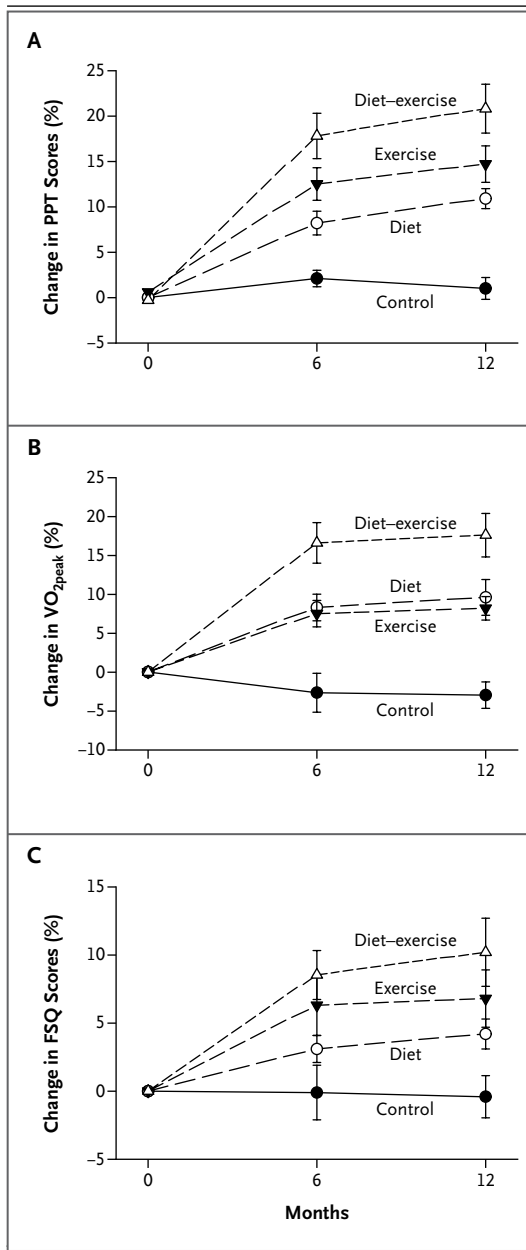 A
Change in PPT Scores (%)
25
20
15
10
5
0
–5
Diet–exercise
Exercise
Diet
Control
0 6 12
B
Change in VO2peak (%)
25
20
15
10
5
0
–5
–10
Diet–exercise
Diet
Exercise
Control
0 6 12
C
Change in FSQ Scores (%)
15
10
5
0
–5
Diet–exercise
Exercise
Diet
Control
0 6 12
Months